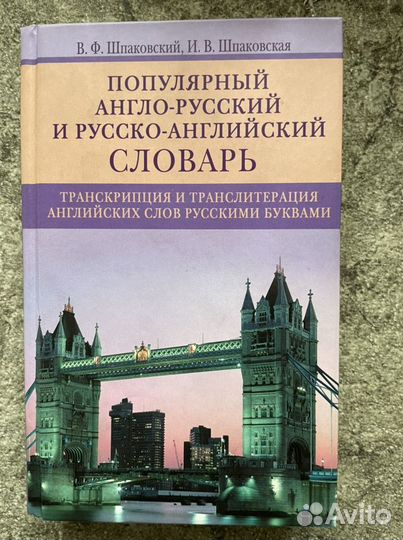 В. Ф. Шпаковский, И. В. Шпаковская
ПОПУЛЯРНЫЙ
АНГЛО-РУССКИЙ
И РУССКО-АНГЛИЙСКИЙ
СЛОВАРЬ
ТРАНСКРИПЦИЯ И ТРАНСЛИТЕРАЦИЯ
АНГЛИЙСКИХ СЛОВ РУССКИМИ БУКВАМИ
Avito